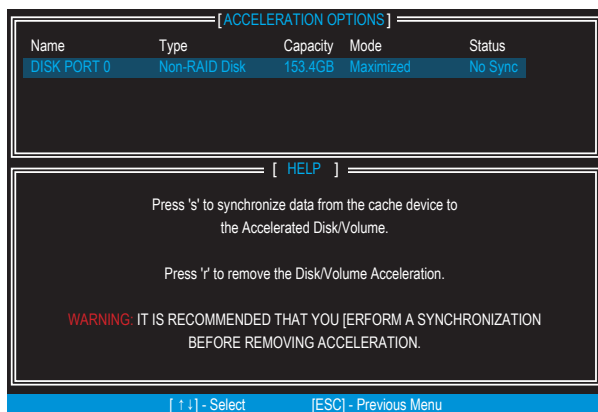 [ACCELERATION OPTIONS]
Name Type Capacity Mode Status
DISK PORT 0 Non-RAID Disk 153.4GB Maximized No Sync
[ HELP ]
Press 's' to synchronize data from the cache device to
the Accelerated Disk/Volume.
Press 'r' to remove the Disk/Volume Acceleration.
WARNING: IT IS RECOMMENDED THAT YOU [ERFORM A SYNCHRONIZATION
BEFORE REMOVING ACCELERATION.
[ ↑↓] - Select [ESC] - Previous Menu